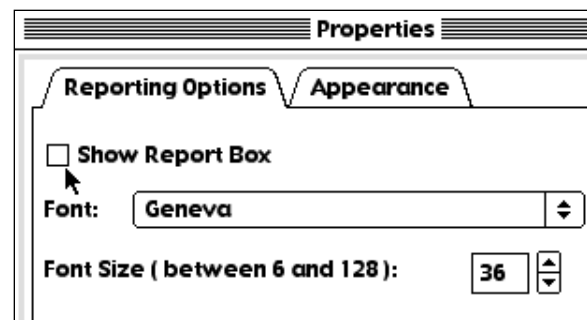 Properties
Reporting Options Appearance
Show Report Box
Font: Geneva
Font Size ( between 6 and 128 ): 36